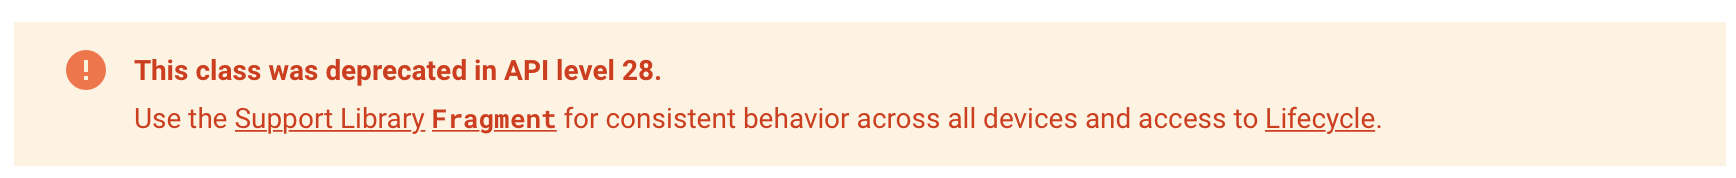 This class was deprecated in API level 28.
Use the Support Library Fragment for consistent behavior across all devices and access to Lifecycle.